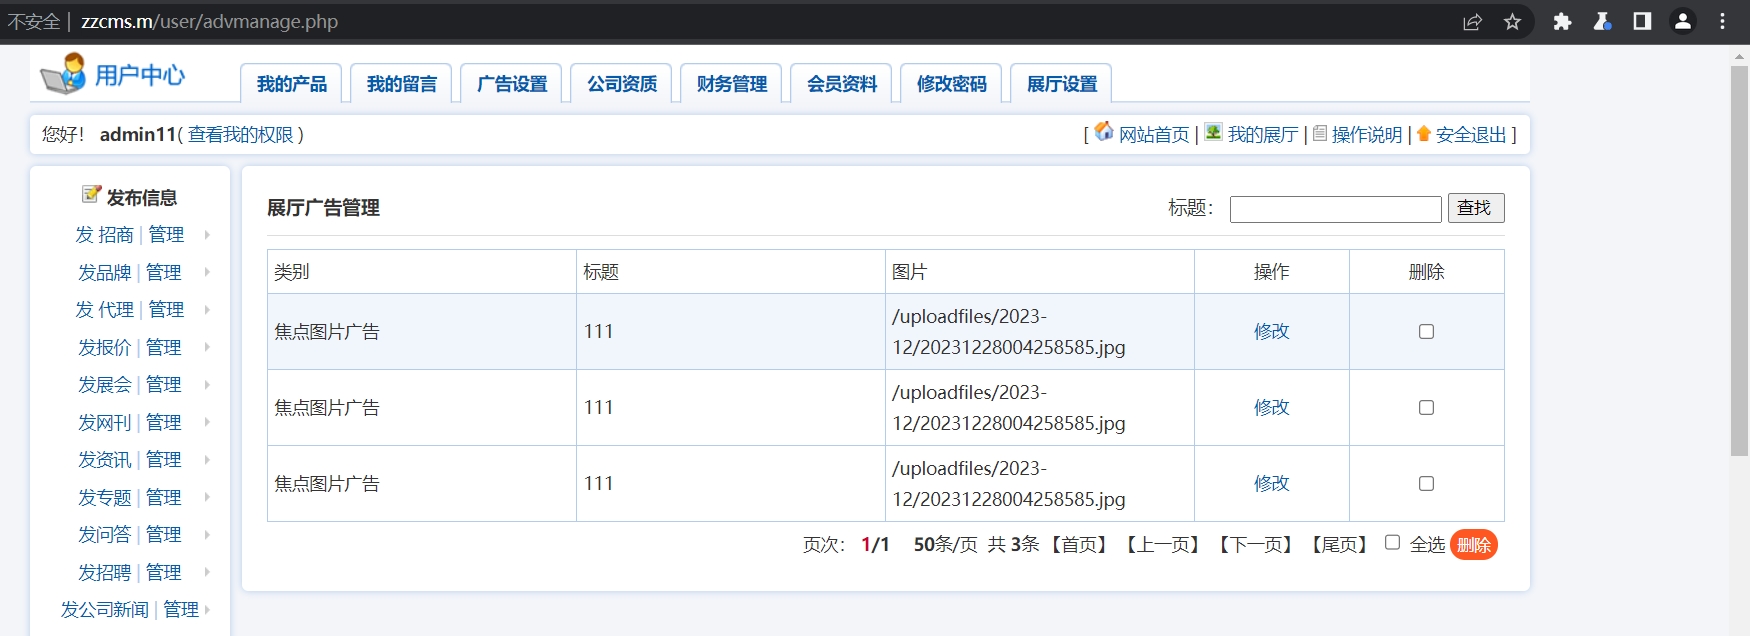 不安全 | zzcms.m/user/advmanage.php
用户中心
我的产品 我的留言 广告设置 公司资质 财务管理 会员资料 修改密码 展厅设置
您好！ admin11( 查看我的权限 )
[ 网站首页 | 我的展厅 | 操作说明 | 安全退出 ]
发布信息
发 招商 | 管理
发品牌 | 管理
发 代理 | 管理
发报价 | 管理
发展会 | 管理
发网刊 | 管理
发资讯 | 管理
发专题 | 管理
发问答 | 管理
发招聘 | 管理
发公司新闻 | 管理
展厅广告管理
标题： 查找
类别 标题 图片 操作 删除
焦点图片广告 111 /uploadfiles/2023-
12/20231228004258585.jpg 修改
焦点图片广告 111 /uploadfiles/2023-
12/20231228004258585.jpg 修改
焦点图片广告 111 /uploadfiles/2023-
12/20231228004258585.jpg 修改
页次： 1/1 50条/页 共 3条 【首页】 【上一页】 【下一页】 【尾页】 全选 删除